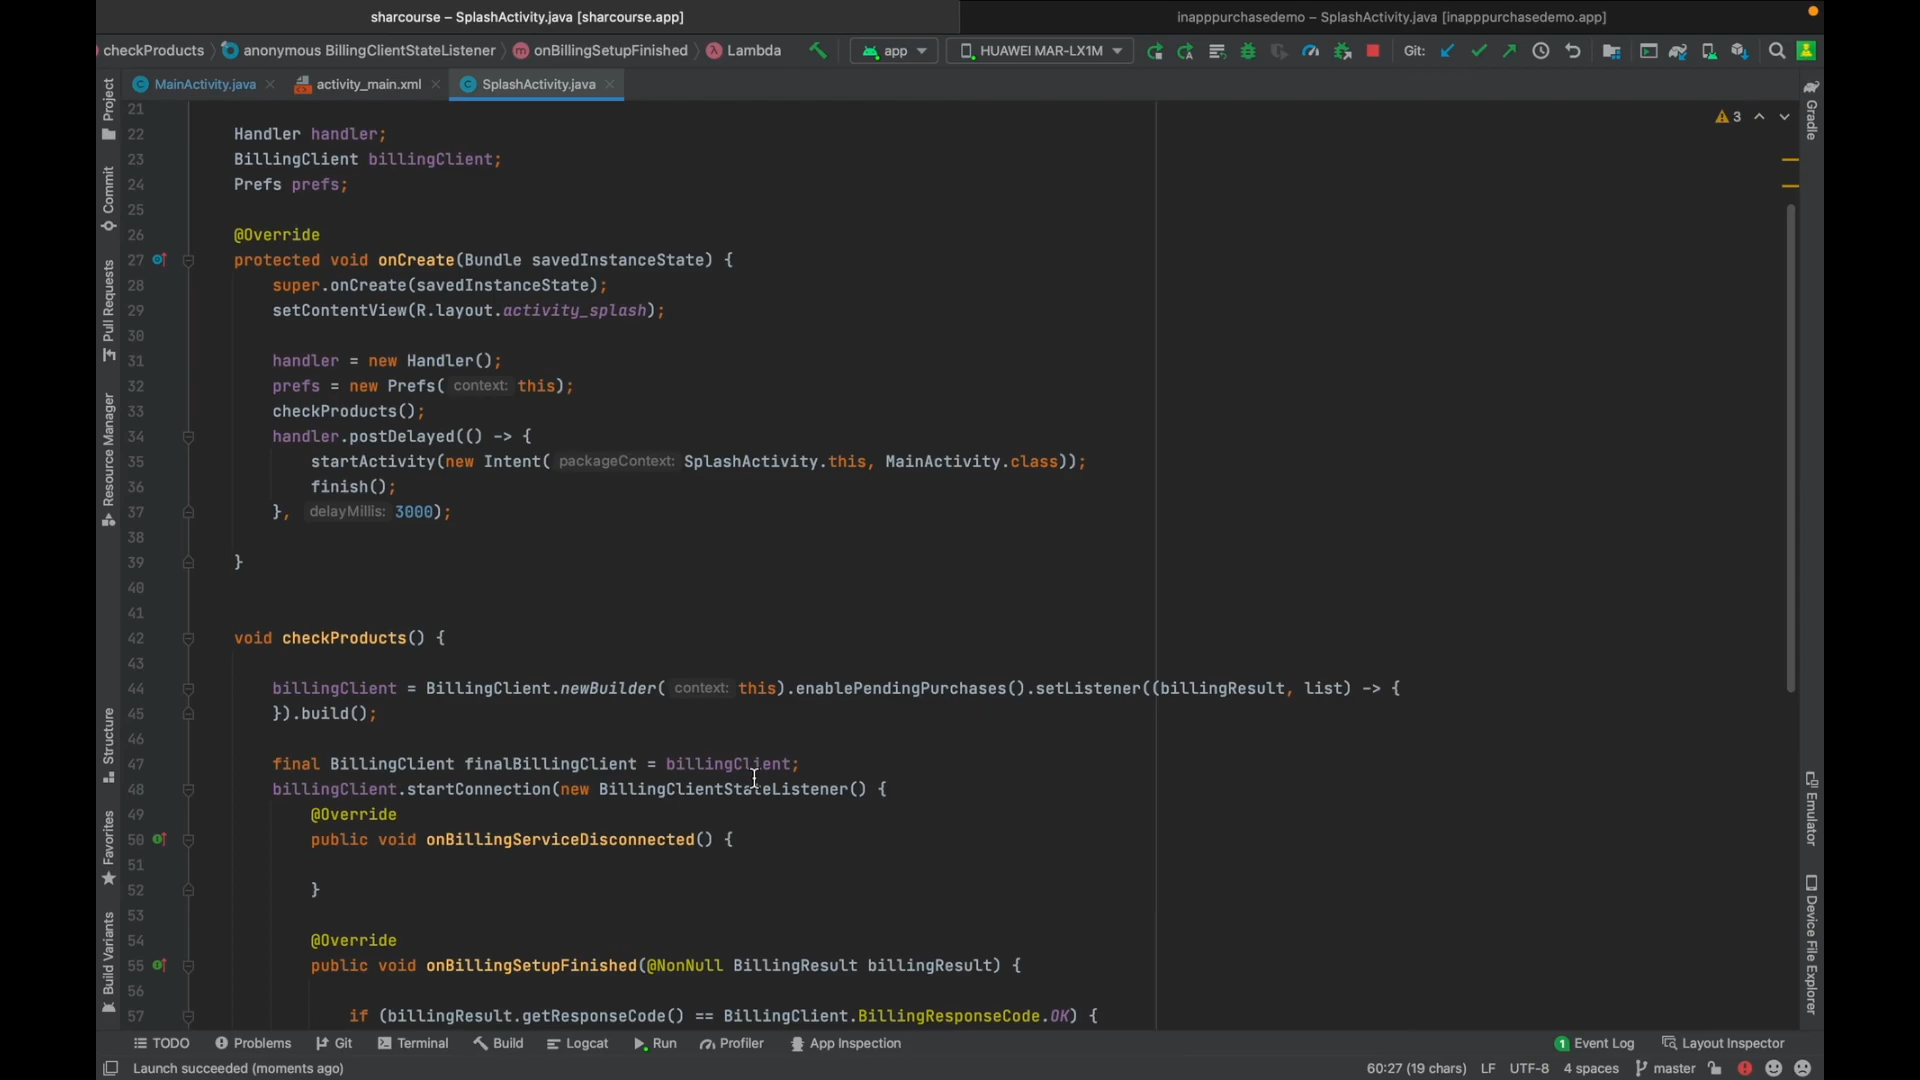 sharcourse – SplashActivity.java [sharcourse.app]
inapppurchasedemo – SplashActivity.java [inapppurchasedemo.app]
checkProducts
anonymous BillingClientStateListener
onBillingSetupFinished
Lambda
app
HUAWEI MAR-LX1M
Git:
MainActivity.java
activity_main.xml
SplashActivity.java
Project
Commit
Pull Requests
Resource Manager
Structure
Favorites
Build Variants
Gradle
Emulator
Device File Explorer
3
21
22 Handler handler;
23 BillingClient billingClient;
24 Prefs prefs;
25
26 @Override
27 protected void onCreate(Bundle savedInstanceState) {
28 super.onCreate(savedInstanceState);
29 setContentView(R.layout.activity_splash);
30
31 handler = new Handler();
32 prefs = new Prefs( context: this);
33 checkProducts();
34 handler.postDelayed(() -> {
35 startActivity(new Intent( packageContext: SplashActivity.this, MainActivity.class));
36 finish();
37 }, delayMillis: 3000);
38
39 }
40
41
42 void checkProducts() {
43
44 billingClient = BillingClient.newBuilder( context: this).enablePendingPurchases().setListener((billingResult, list) -> {
45 }).build();
46
47 final BillingClient finalBillingClient = billingClient;
48 billingClient.startConnection(new BillingClientStateListener() {
49 @Override
50 public void onBillingServiceDisconnected() {
51
52 }
53
54 @Override
55 public void onBillingSetupFinished(@NonNull BillingResult billingResult) {
56
57 if (billingResult.getResponseCode() == BillingClient.BillingResponseCode.OK) {
TODO
Problems
Git
Terminal
Build
Logcat
Run
Profiler
App Inspection
1 Event Log
Layout Inspector
Launch succeeded (moments ago)
60:27 (19 chars)
LF
UTF-8
4 spaces
master